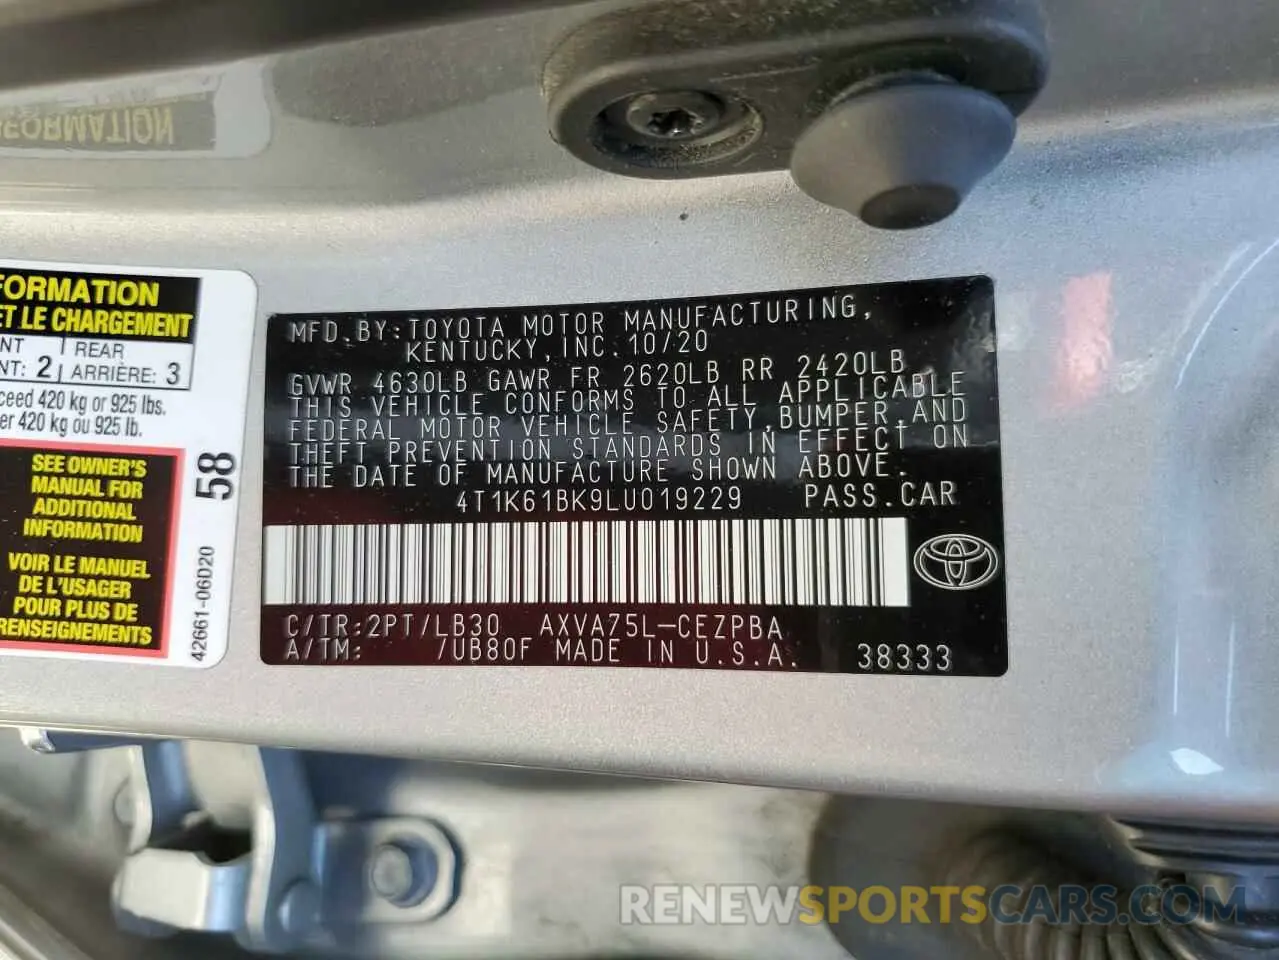 NFORMATION
FORMATION
ET LE CHARGEMENT
NT 2 REAR 3
NT: ARRIÈRE:
ceed 420 kg or 925 lbs.
er 420 kg ou 925 lb.
SEE OWNER'S
MANUAL FOR
ADDITIONAL
INFORMATION
VOIR LE MANUEL
DE L'USAGER
POUR PLUS DE
RENSEIGNEMENTS
58
42661-06D20
MFD.BY:TOYOTA MOTOR MANUFACTURING,
KENTUCKY,INC.10/20
GVWR 4630LB GAWR FR 2620LB RR 2420LB
THIS VEHICLE CONFORMS TO ALL APPLICABLE
FEDERAL MOTOR VEHICLE SAFETY,BUMPER,AND
THEFT PREVENTION STANDARDS IN EFFECT ON
THE DATE OF MANUFACTURE SHOWN ABOVE.
4T1K61BK9LU019229 PASS.CAR
C/TR:2PT/LB30 AXVA75L-CEZPBA
A/TM: /UB80F MADE IN U.S.A. 38333
RENEWSPORTSCARS.COM